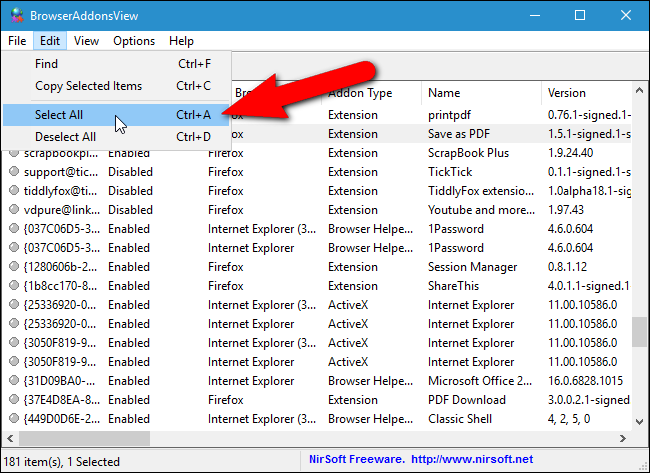 BrowserAddonsView
File Edit View Options Help
Find Ctrl+F
Copy Selected Items Ctrl+C
Select All Ctrl+A
Deselect All Ctrl+D
Addon Type Name Version
Extension printpdf 0.76.1-signed.1-
Extension Save as PDF 1.5.1-signed.1-si
scrapbookpl... Enabled Firefox Extension ScrapBook Plus 1.9.24.40
support@tic... Disabled Firefox Extension TickTick 0.1.0.1-signed
tiddlyfox@ti... Disabled Firefox Extension TiddlyFox extensio... 1.0alpha18.1-sig
vdpure@link... Disabled Firefox Extension Youtube and more... 1.97.43
{037C06D5-3... Enabled Internet Explorer (3... Browser Helpe... 1Password 4.6.0.604
{037C06D5-3... Enabled Internet Explorer Browser Helpe... 1Password 4.6.0.604
{1280606b-2... Enabled Firefox Extension Session Manager 0.8.1.12
{1b8cc170-8... Enabled Firefox Extension ShareThis 4.0.1.1-signed.1
{25336920-0... Enabled Internet Explorer (3... ActiveX Internet Explorer 11.00.10586.0
{25336920-0... Enabled Internet Explorer ActiveX Internet Explorer 11.00.10586.0
{3050F819-9... Enabled Internet Explorer (3... ActiveX Internet Explorer 11.00.10586.0
{3050F819-9... Enabled Internet Explorer ActiveX Internet Explorer 11.00.10586.0
{31D09BA0-... Enabled Internet Explorer (3... Browser Helpe... Microsoft Office 2... 16.0.6828.1015
{37E4D8EA-8... Enabled Firefox Extension PDF Download 3.0.0.2.1-signed
{449D0D6E-2... Enabled Internet Explorer (3... Browser Helpe... Classic Shell 4, 2, 5, 0
181 item(s), 1 Selected NirSoft Freeware. http://www.nirsoft.net